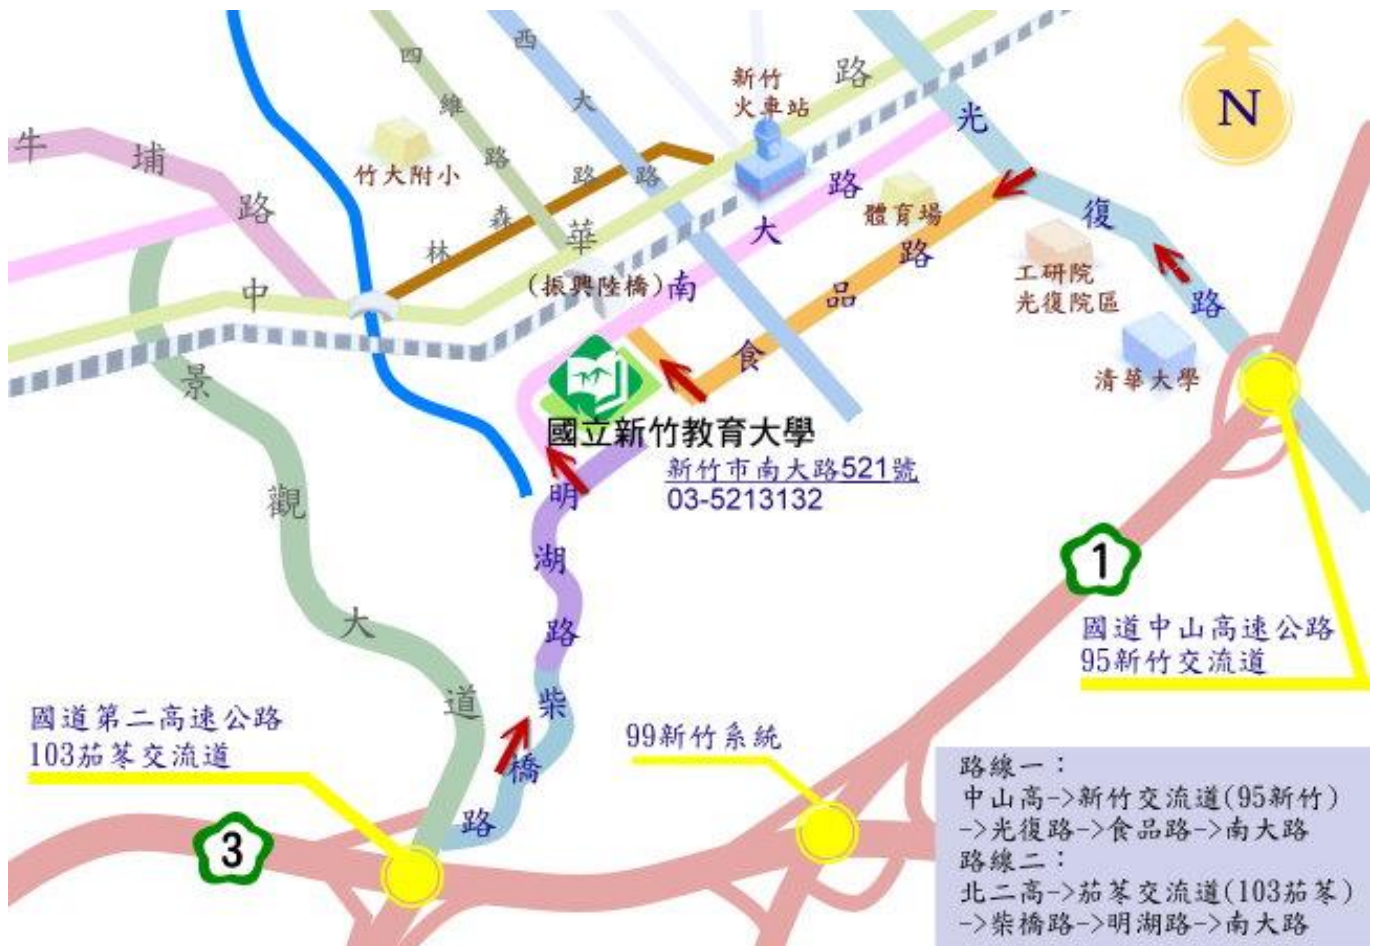 四維路
西大路
新竹
火車站
中華路
光復路
N
牛埔路
竹大附小
林森路
南大路
體育場
食品路
工研院
光復院區
(振興陸橋)
清華大學
景觀大道
國立新竹教育大學
新竹市南大路521號
03-5213132
明湖路
1
國道中山高速公路
95新竹交流道
柴橋路
國道第二高速公路
103茄苳交流道
99新竹系統
3
路線一：
中山高->新竹交流道(95新竹)
->光復路->食品路->南大路
路線二：
北二高->茄苳交流道(103茄苳)
->柴橋路->明湖路->南大路